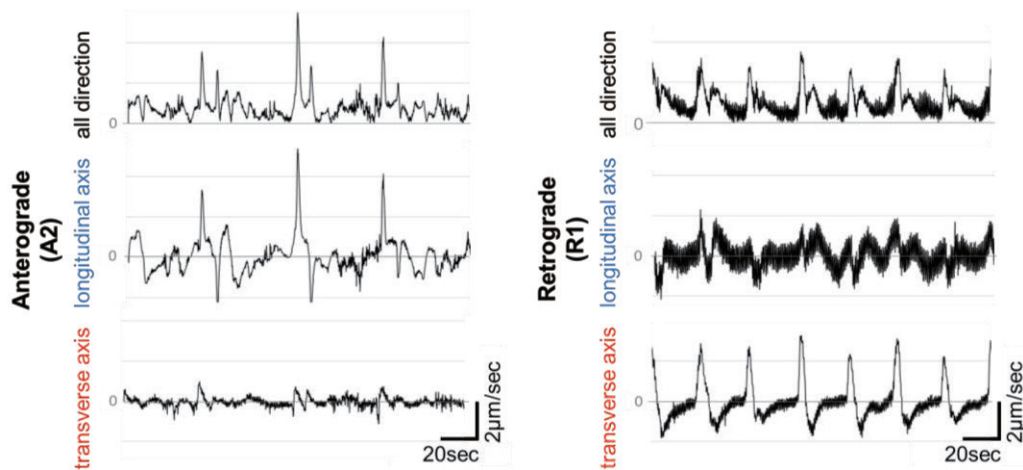 Anterograde
(A2)
all direction
longitudinal axis
transverse axis
0
0
0
2μm/sec
20sec
Retrograde
(R1)
all direction
longitudinal axis
transverse axis
0
0
0
2μm/sec
20sec